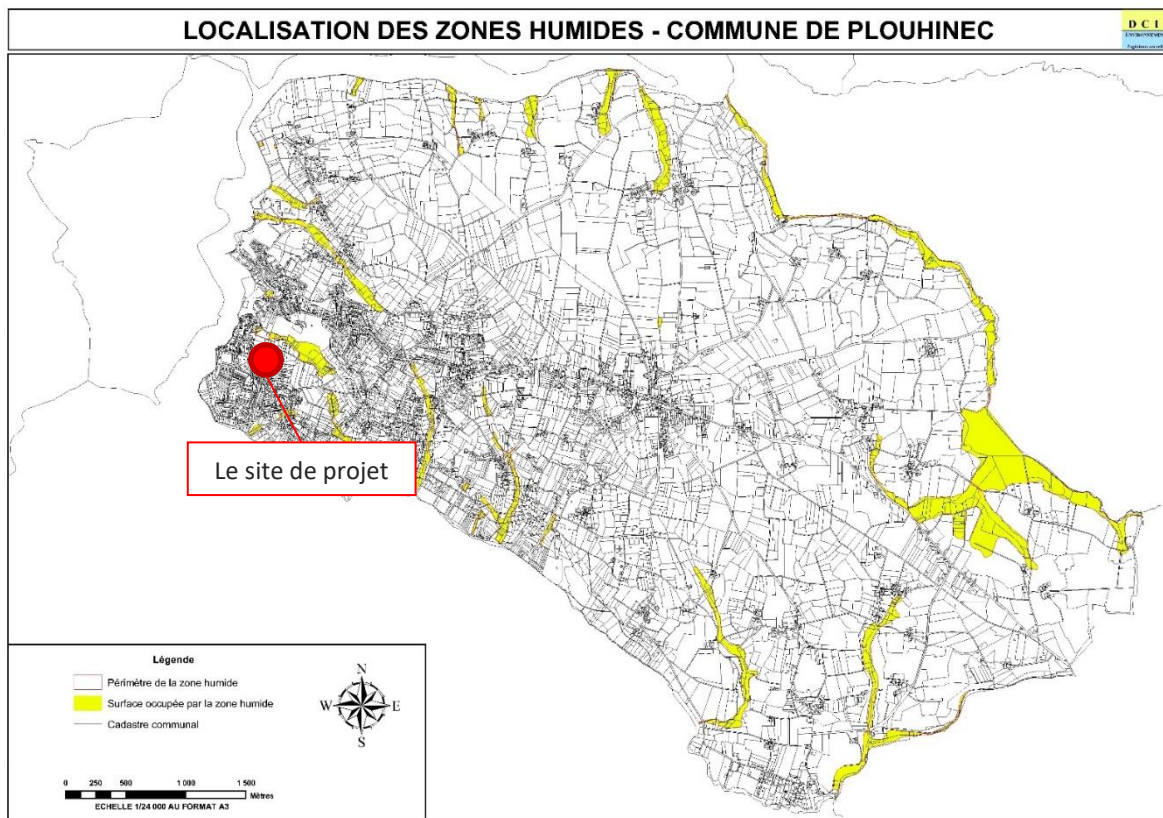 LOCALISATION DES ZONES HUMIDES - COMMUNE DE PLOUHINEC
D C I
ENVIRONNEMENT
Le site de projet
Légende
Périmètre de la zone humide
Surface occupée par la zone humide
Cadastre communal
N
W E
S
0 250 500 1 000 1 500
Mètres
ECHELLE 1/24 000 AU FORMAT A3